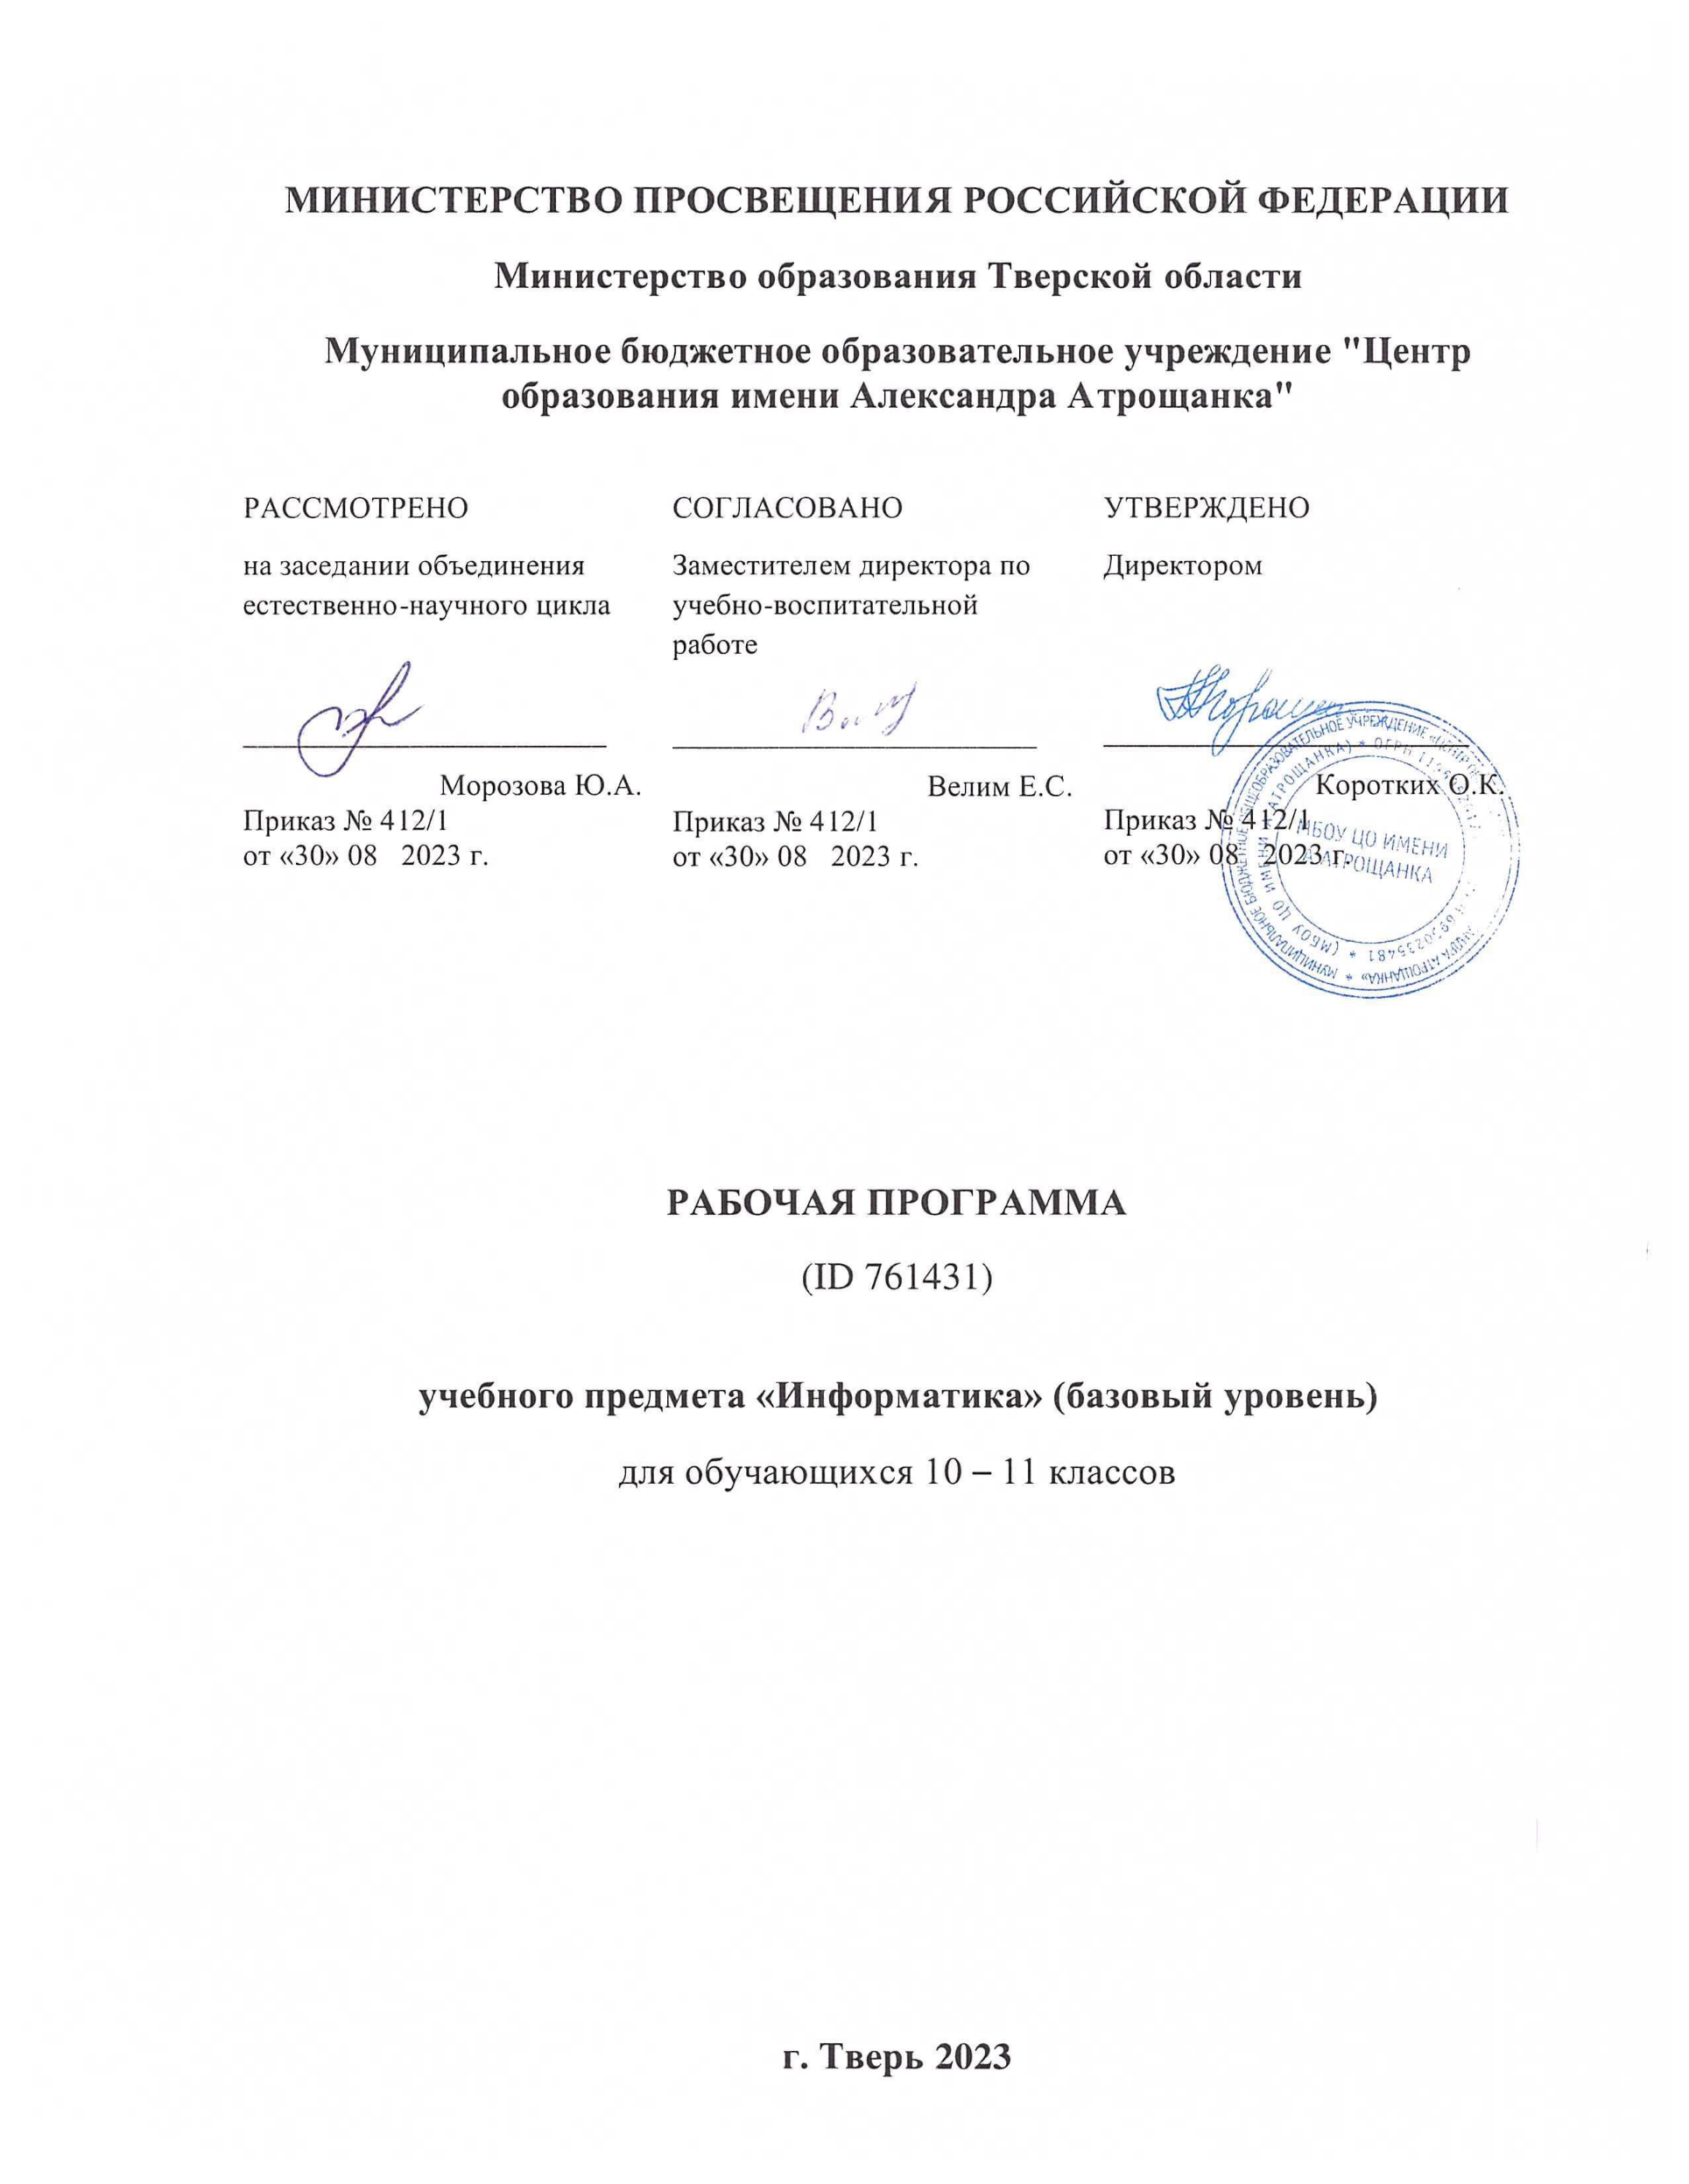 МИНИСТЕРСТВО ПРОСВЕЩЕНИЯ РОССИЙСКОЙ ФЕДЕРАЦИИ
Министерство образования Тверской области
Муниципальное бюджетное образовательное учреждение "Центр
образования имени Александра Атрощанка"
РАССМОТРЕНО
на заседании объединения
естественно-научного цикла
Морозова Ю.А.
Приказ № 412/1
от «30» 08 2023 г.
СОГЛАСОВАНО
Заместителем директора по
учебно-воспитательной
работе
Велим Е.С.
Приказ № 412/1
от «30» 08 2023 г.
УТВЕРЖДЕНО
Директором
Коротких О.К.
Приказ № 412/1
от «30» 08 2023 г.
МБОУ ЦО ИМЕНИ
А.АТРОЩАНКА
РАБОЧАЯ ПРОГРАММА
(ID 761431)
учебного предмета «Информатика» (базовый уровень)
для обучающихся 10 – 11 классов
г. Тверь 2023